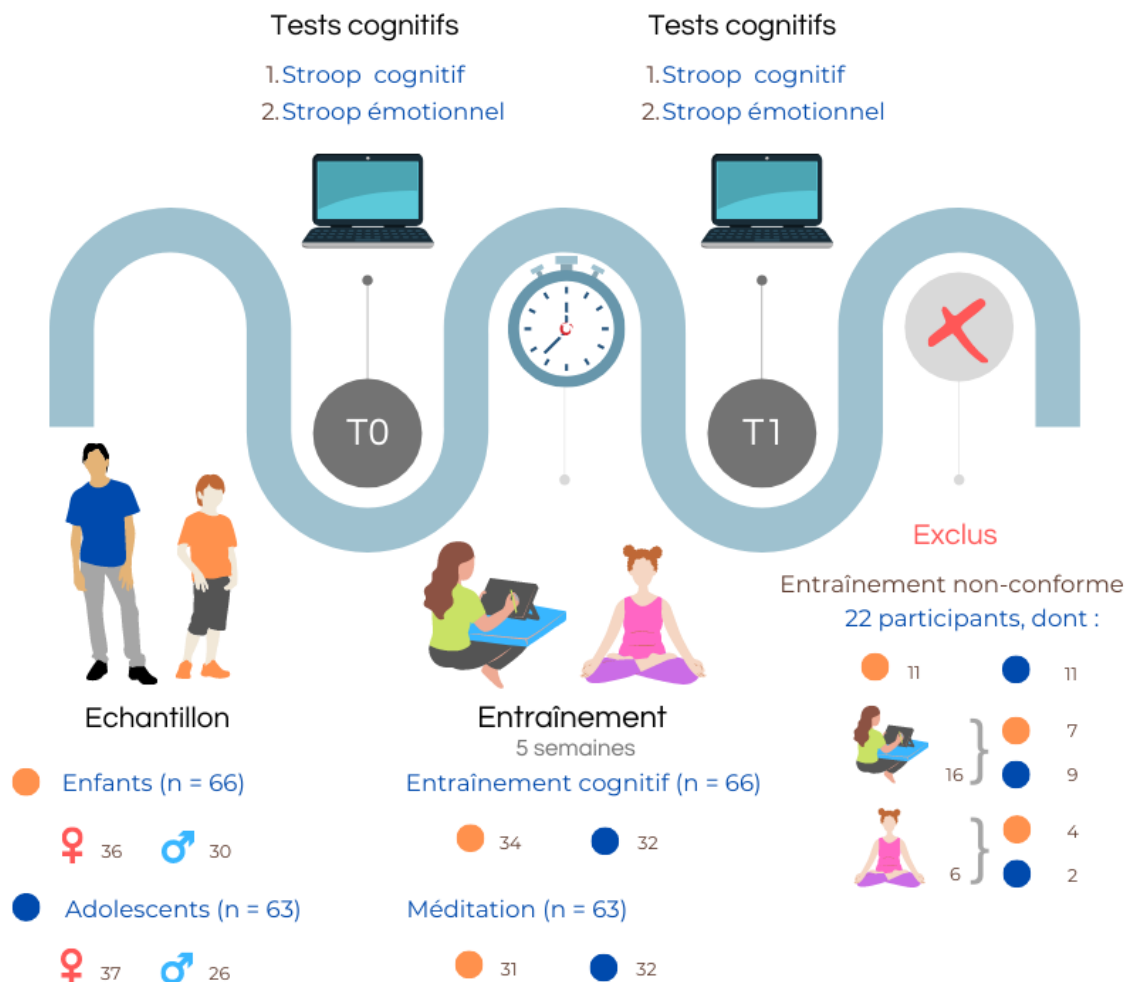 Tests cognitifs
1. Stroop cognitif
2. Stroop émotionnel
Tests cognitifs
1. Stroop cognitif
2. Stroop émotionnel
T0
T1
Echantillon
Enfants (n = 66)
36 30
Adolescents (n = 63)
37 26
Entraînement
5 semaines
Entraînement cognitif (n = 66)
34 32
Méditation (n = 63)
31 32
Exclus
Entraînement non-conforme
22 participants, dont :
11 11
16
7
9
6
4
2